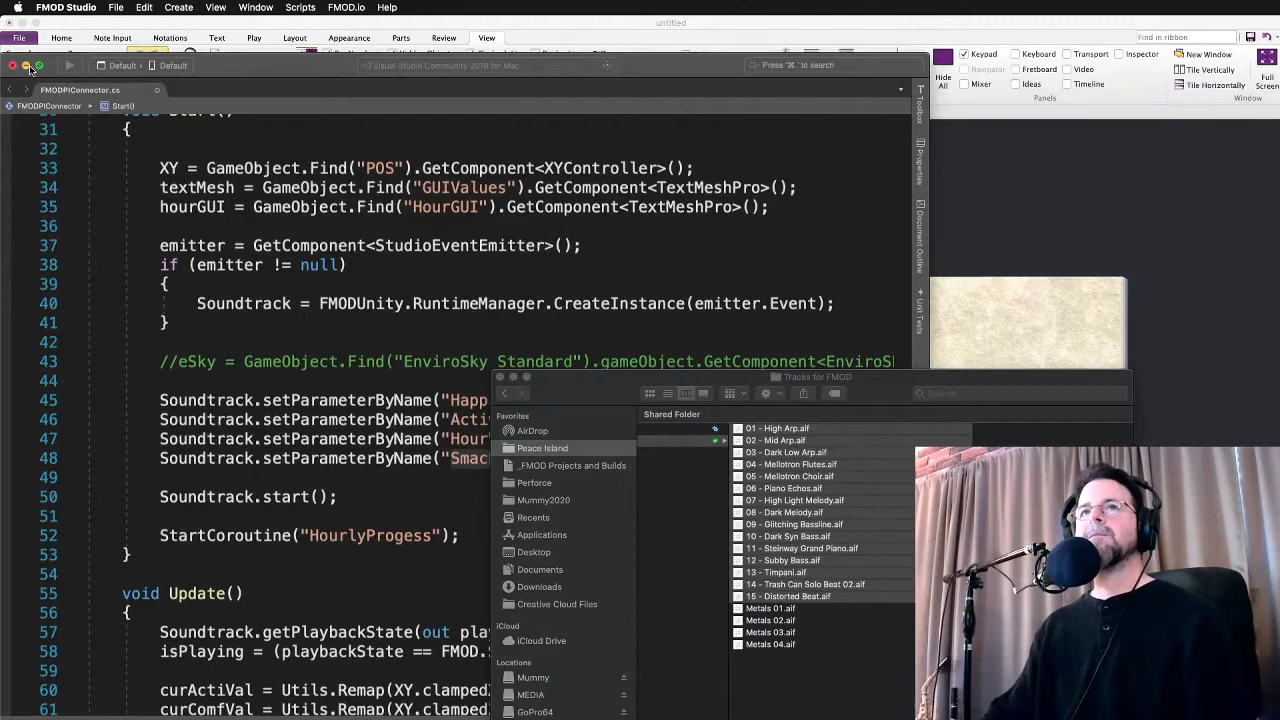 FMOD Studio File Edit Create View Window Scripts FMOD.io Help
untitled
File Home Note Input Notations Text Play Layout Appearance Parts Review View
Find in ribbon
Hide All
Keypad Keyboard Transport Inspector
Navigator Fretboard Video
Mixer Ideas Timeline
Panels
New Window
Tile Vertically
Tile Horizontally
Window
Full Screen
Default › Default
Visual Studio Community 2019 for Mac
Press '⌘.' to search
FMODPIConnector.cs
FMODPIConnector ▸ Start()
31 {
32
33 XY = GameObject.Find("POS").GetComponent<XYController>();
34 textMesh = GameObject.Find("GUIValues").GetComponent<TextMeshPro>();
35 hourGUI = GameObject.Find("HourGUI").GetComponent<TextMeshPro>();
36
37 emitter = GetComponent<StudioEventEmitter>();
38 if (emitter != null)
39 {
40 Soundtrack = FMODUnity.RuntimeManager.CreateInstance(emitter.Event);
41 }
42
43 //eSky = GameObject.Find("EnviroSky Standard").gameObject.GetComponent<EnviroS
44
45 Soundtrack.setParameterByName("Happ
46 Soundtrack.setParameterByName("Acti
47 Soundtrack.setParameterByName("Hour
48 Soundtrack.setParameterByName("Smac
49
50 Soundtrack.start();
51
52 StartCoroutine("HourlyProgess");
53 }
54
55 void Update()
56 {
57 Soundtrack.getPlaybackState(out play
58 isPlaying = (playbackState == FMOD.S
59
60 curActiVal = Utils.Remap(XY.clamped
61 curComfVal = Utils.Remap(XY.clamped
Toolbox
Properties
Document Outline
Unit Tests
Tracks for FMOD
Search
Shared Folder
Favorites
AirDrop
Peace Island
_FMOD Projects and Builds
Perforce
Mummy2020
Recents
Applications
Desktop
Documents
Downloads
Creative Cloud Files
iCloud
iCloud Drive
Locations
Mummy
MEDIA
GoPro64
01 - High Arp.aif
02 - Mid Arp.aif
03 - Dark Low Arp.aif
04 - Mellotron Flutes.aif
05 - Mellotron Choir.aif
06 - Piano Echos.aif
07 - High Light Melody.aif
08 - Dark Melody.aif
09 - Glitching Bassline.aif
10 - Dark Syn Bass.aif
11 - Steinway Grand Piano.aif
12 - Subby Bass.aif
13 - Timpani.aif
14 - Trash Can Solo Beat 02.aif
15 - Distorted Beat.aif
Metals 01.aif
Metals 02.aif
Metals 03.aif
Metals 04.aif